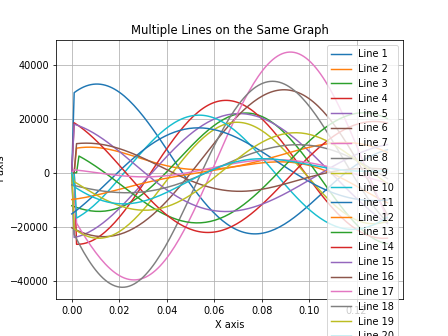 Multiple Lines on the Same Graph
40000
20000
0
−20000
−40000
0.00
0.02
0.04
0.06
0.08
0.10
X axis
Line 1
Line 2
Line 3
Line 4
Line 5
Line 6
Line 7
Line 8
Line 9
Line 10
Line 11
Line 12
Line 13
Line 14
Line 15
Line 16
Line 17
Line 18
Line 19